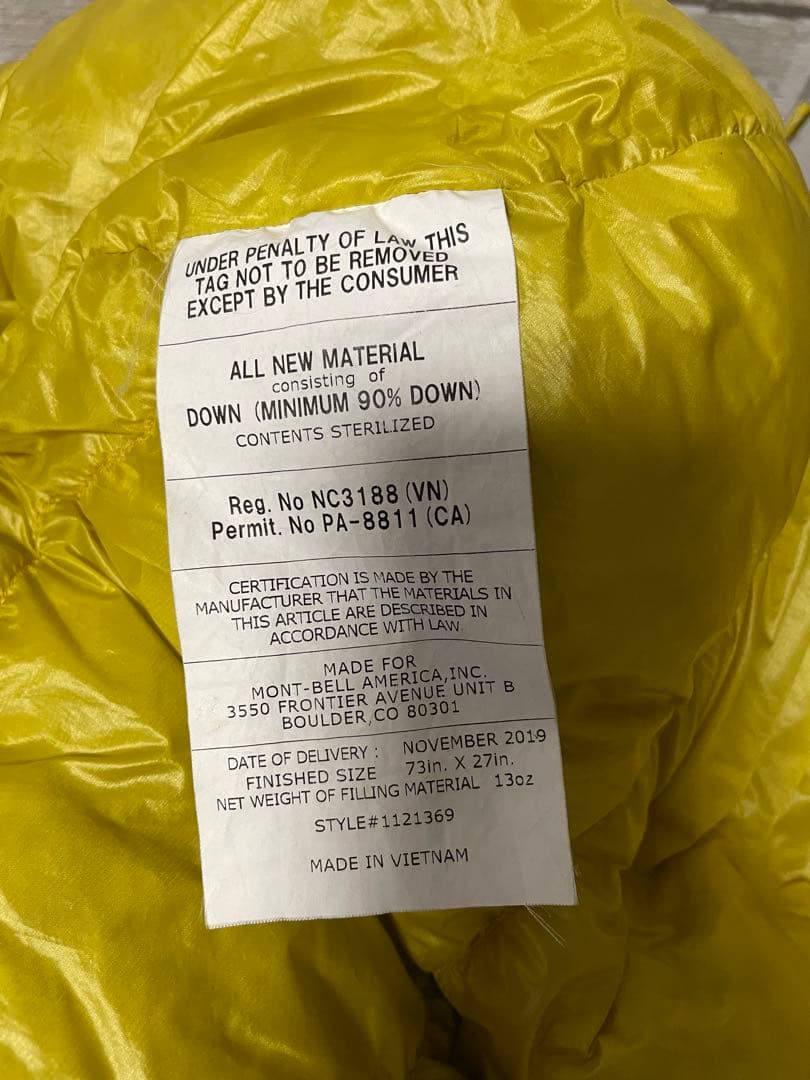 UNDER PENALTY OF LAW THIS
TAG NOT TO BE REMOVED
EXCEPT BY THE CONSUMER
ALL NEW MATERIAL
consisting of
DOWN (MINIMUM 90% DOWN)
CONTENTS STERILIZED
Reg. No NC3188 (VN)
Permit. No PA-8811 (CA)
CERTIFICATION IS MADE BY THE
MANUFACTURER THAT THE MATERIALS IN
THIS ARTICLE ARE DESCRIBED IN
ACCORDANCE WITH LAW
MADE FOR
MONT-BELL AMERICA,INC.
3550 FRONTIER AVENUE UNIT B
BOULDER,CO 80301
DATE OF DELIVERY : NOVEMBER 2019
FINISHED SIZE 73in. X 27in.
NET WEIGHT OF FILLING MATERIAL 13oz
STYLE#1121369
MADE IN VIETNAM